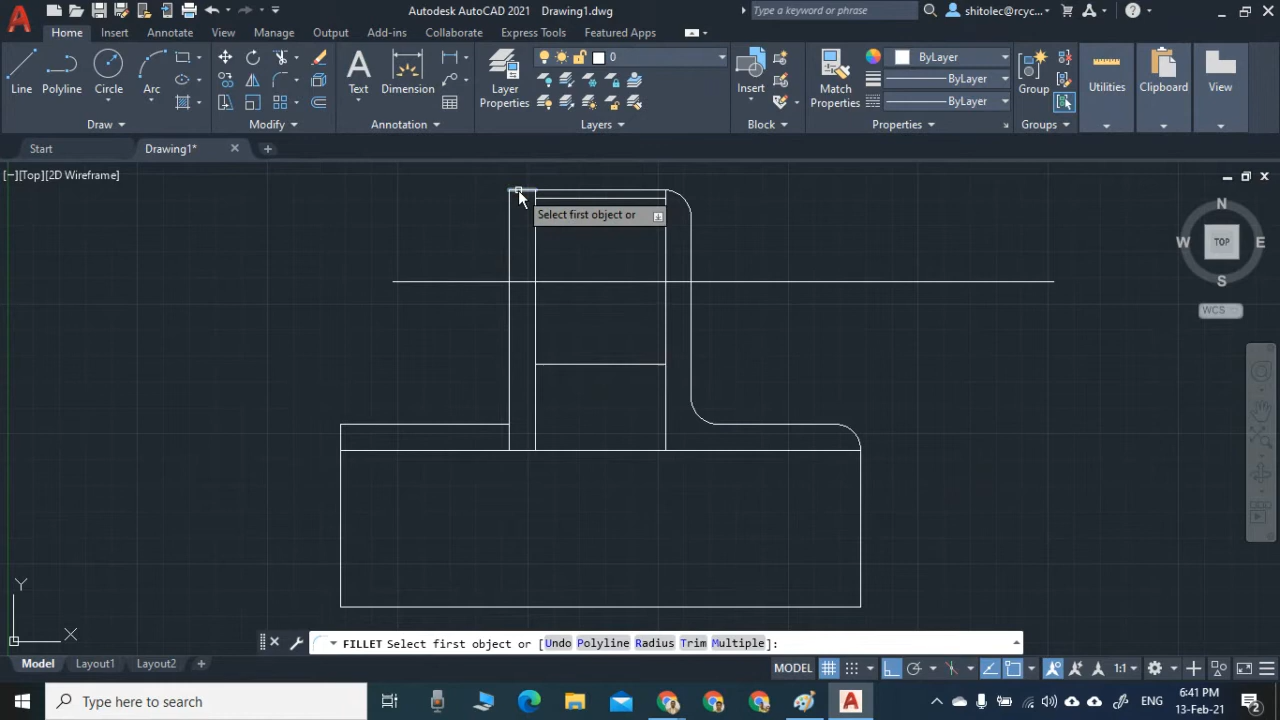 Autodesk AutoCAD 2021 Drawing1.dwg Type a keyword or phrase shitolec@rcyc...
Home Insert Annotate View Manage Output Add-ins Collaborate Express Tools Featured Apps
Line Polyline Circle Arc
Text Dimension
Layer Properties
0
Insert
Match Properties
ByLayer
ByLayer
ByLayer
Group
Utilities
Clipboard
View
Draw Modify Annotation Layers Block Properties Groups
Start Drawing1*
[−][Top][2D Wireframe]
N
W TOP E
S
WCS
Select first object or
Y
X
FILLET Select first object or [Undo Polyline Radius Trim Multiple]:
Model Layout1 Layout2
MODEL 1:1
Type here to search
ENG
6:41 PM
13-Feb-21
2